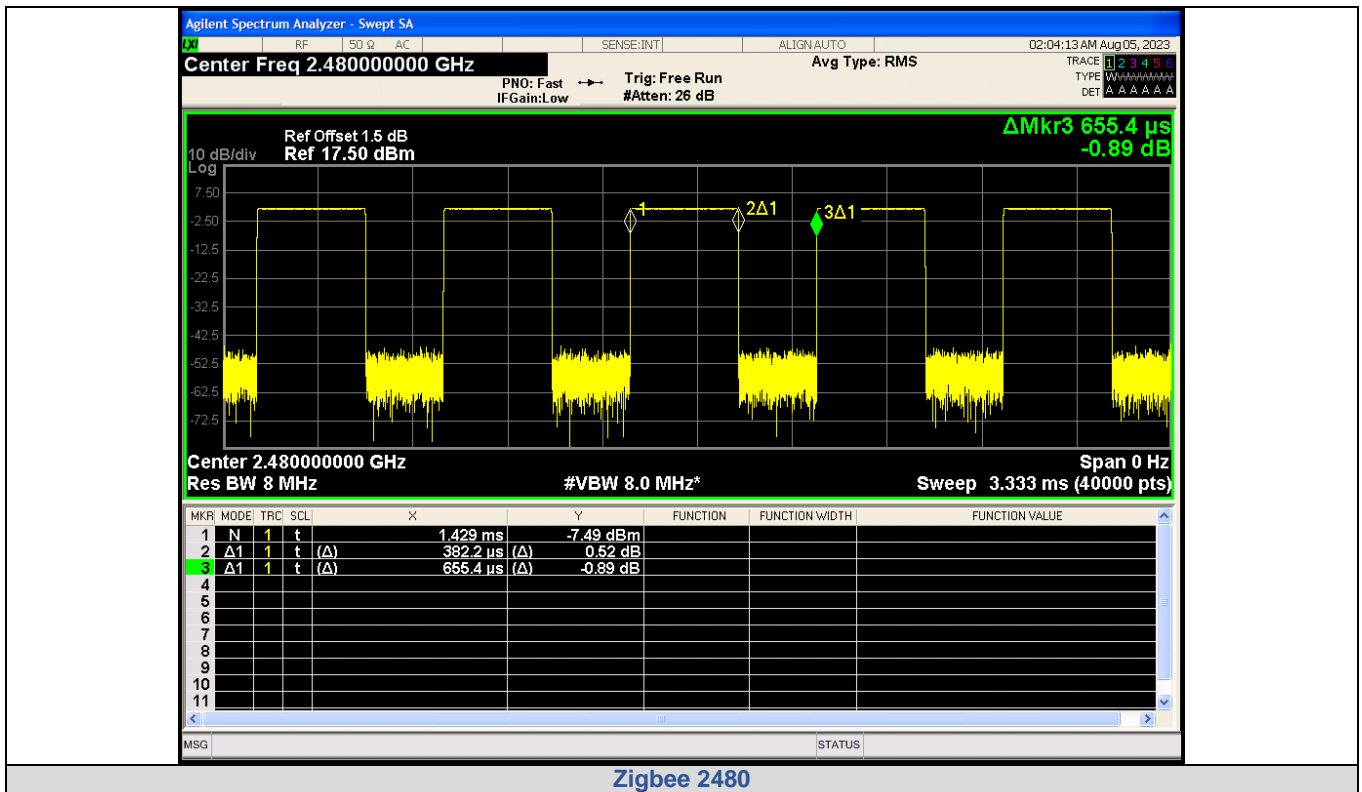 Agilent Spectrum Analyzer - Swept SA
LXI RF 50 Ω AC SENSE:INT ALIGN AUTO 02:04:13 AM Aug 05, 2023
Center Freq 2.480000000 GHz Avg Type: RMS TRACE 1 2 3 4 5 6
PNO: Fast Trig: Free Run TYPE
IFGain:Low #Atten: 26 dB DET A A A A A A
ΔMkr3 655.4 µs
Ref Offset 1.5 dB
10 dB/div Ref 17.50 dBm -0.89 dB
Log
7.50
1 2Δ1 3Δ1
-2.50
-12.5
-22.5
-32.5
-42.5
-52.5
-62.5
-72.5
Center 2.480000000 GHz Span 0 Hz
Res BW 8 MHz #VBW 8.0 MHz* Sweep 3.333 ms (40000 pts)
MKR MODE TRC SCL X Y FUNCTION FUNCTION WIDTH FUNCTION VALUE
1 N 1 t 1.429 ms -7.49 dBm
2 Δ1 1 t (Δ) 382.2 µs (Δ) 0.52 dB
3 Δ1 1 t (Δ) 655.4 µs (Δ) -0.89 dB
4
5
6
7
8
9
10
11
MSG STATUS
Zigbee 2480